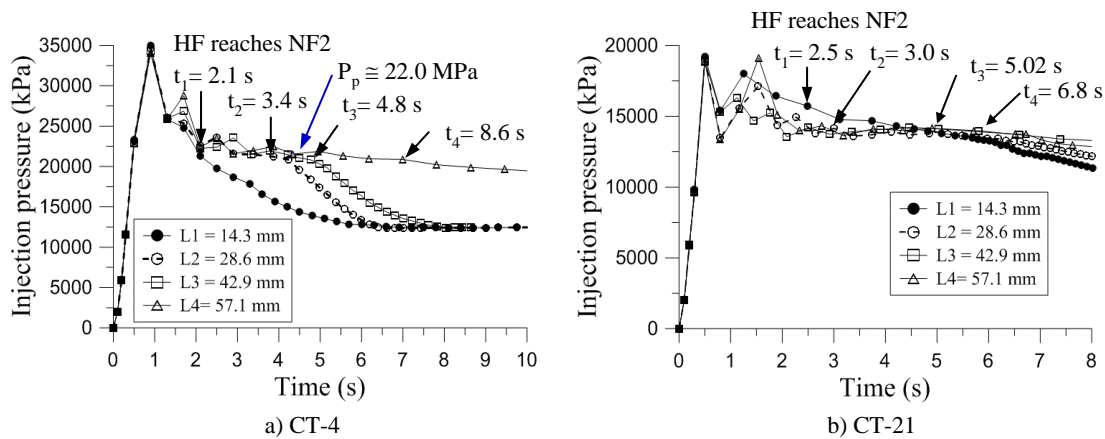 a)
HF reaches NF2
t1= 2.1 s
t2= 3.4 s
Pp ≅ 22.0 MPa
t3= 4.8 s
t4= 8.6 s
35000
30000
25000
20000
15000
10000
5000
0
Injection pressure (kPa)
L1 = 14.3 mm
L2 = 28.6 mm
L3 = 42.9 mm
L4= 57.1 mm
0 1 2 3 4 5 6 7 8 9 10
Time (s)
a) CT-4
b)
HF reaches NF2
t1= 2.5 s
t2= 3.0 s
t3= 5.02 s
t4= 6.8 s
20000
15000
10000
5000
0
Injection pressure (kPa)
L1 = 14.3 mm
L2 = 28.6 mm
L3 = 42.9 mm
L4 = 57.1 mm
0 1 2 3 4 5 6 7 8
Time (s)
b) CT-21